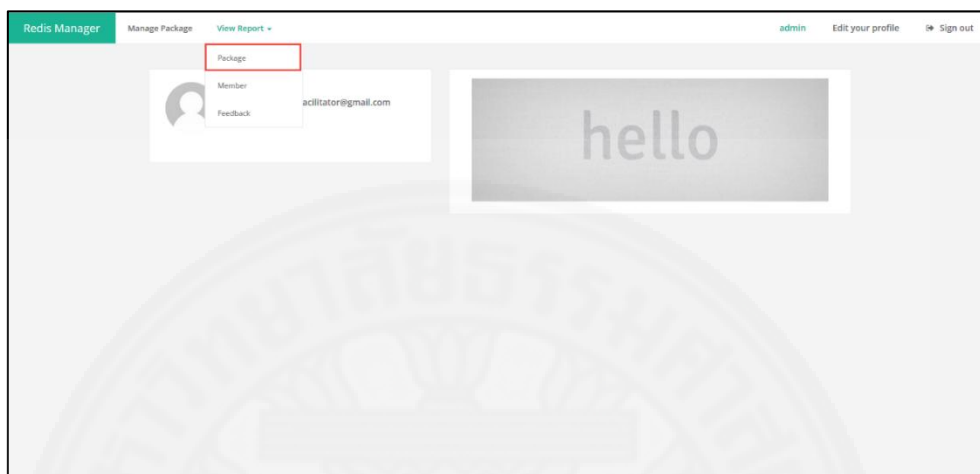 Redis Manager Manage Package View Report admin Edit your profile Sign out
Package
Member
acilitator@gmail.com
Feedback
hello